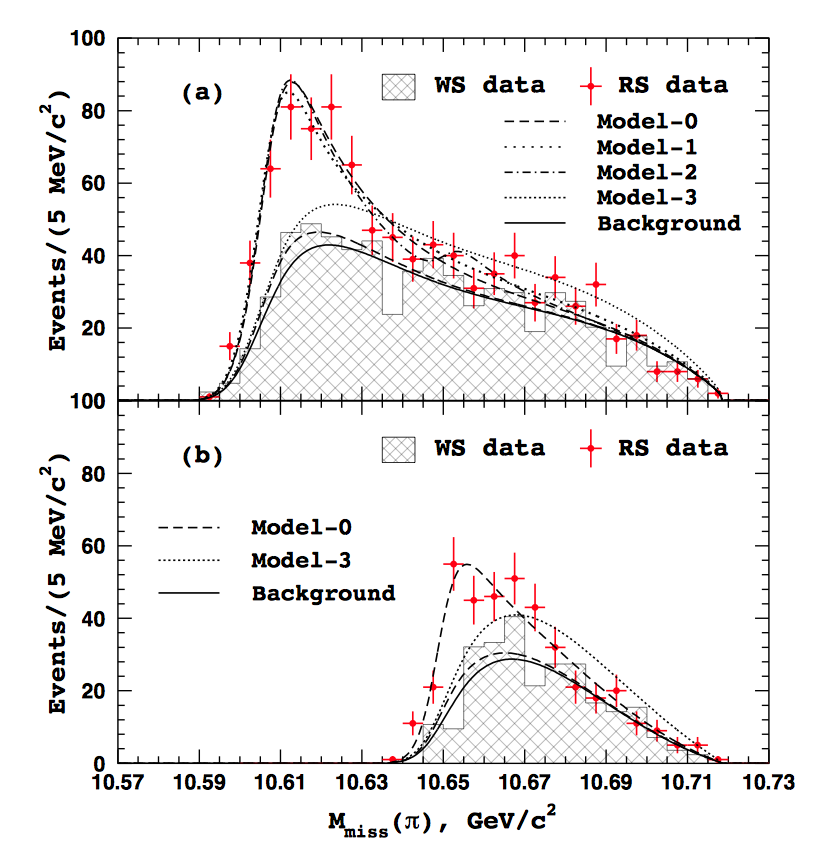 100
(a)
WS data
RS data
80
Model-0
Model-1
Model-2
Model-3
Background
60
40
20
Events/(5 MeV/c²)
100
(b)
WS data
RS data
80
Model-0
Model-3
Background
60
40
20
0
Events/(5 MeV/c²)
10.57 10.59 10.61 10.63 10.65 10.67 10.69 10.71 10.73
M_miss(π), GeV/c²